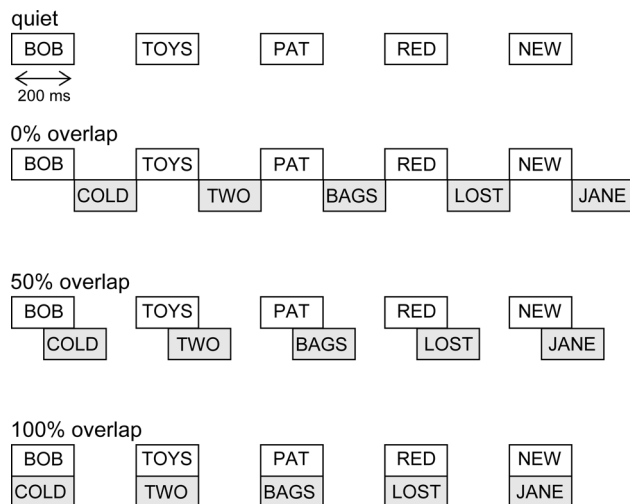 quiet
BOB TOYS PAT RED NEW
200 ms
0% overlap
BOB TOYS PAT RED NEW
COLD TWO BAGS LOST JANE
50% overlap
BOB TOYS PAT RED NEW
COLD TWO BAGS LOST JANE
100% overlap
BOB TOYS PAT RED NEW
COLD TWO BAGS LOST JANE